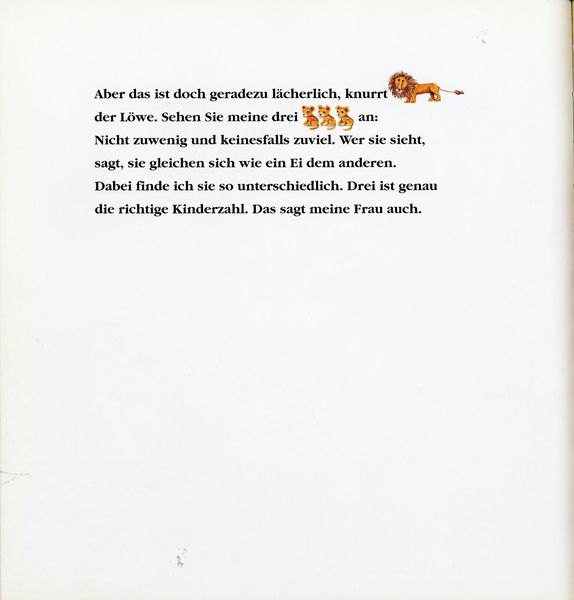 Aber das ist doch geradezu lächerlich, knurrt
der Löwe. Sehen Sie meine drei an:
Nicht zuwenig und keinesfalls zuviel. Wer sie sieht,
sagt, sie gleichen sich wie ein Ei dem anderen.
Dabei finde ich sie so unterschiedlich. Drei ist genau
die richtige Kinderzahl. Das sagt meine Frau auch.